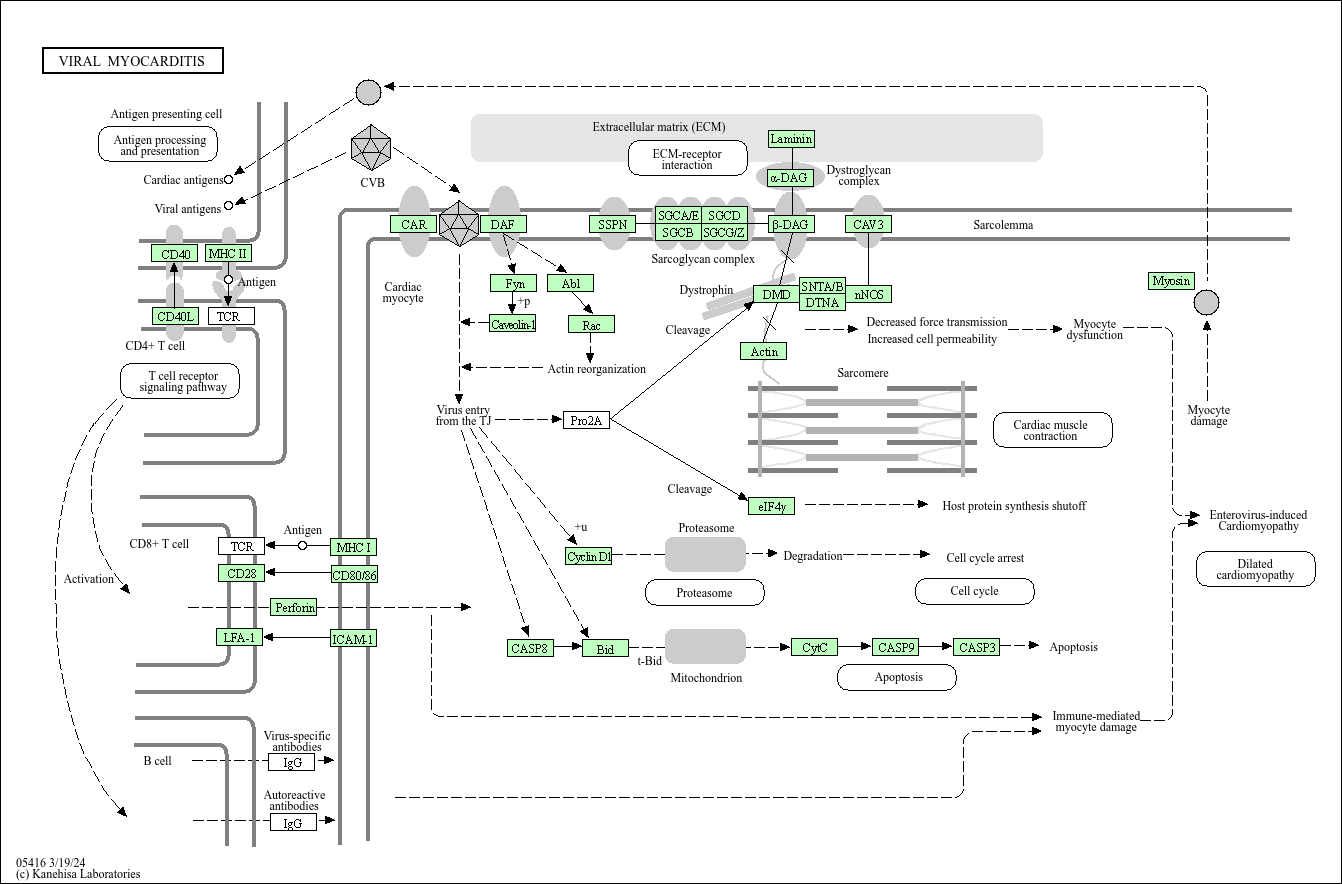 VIRAL MYOCARDITIS
Antigen presenting cell
Antigen processing
and presentation
Cardiac antigens
Viral antigens
CVB
Extracellular matrix (ECM)
ECM-receptor
interaction
Laminin
α-DAG
Dystroglycan
complex
CAR
DAF
SSPN
SGCA/E
SGCD
SGCB
SGCG/Z
β-DAG
CAV3
Sarcolemma
Sarcoglycan complex
CD40
MHC II
Antigen
CD40L
TCR
CD4+ T cell
T cell receptor
signaling pathway
Cardiac
myocyte
Fyn
Abl
+p
Caveolin-1
Rac
Actin reorganization
Dystrophin
DMD
SNTA/B
DTNA
nNOS
Myosin
Cleavage
Actin
Decreased force transmission
Increased cell permeability
Myocyte
dysfunction
Sarcomere
Virus entry
from the TJ
Pro2A
Cardiac muscle
contraction
Myocyte
damage
Cleavage
eIF4γ
Host protein synthesis shutoff
Enterovirus-induced
Cardiomyopathy
CD8+ T cell
TCR
Antigen
MHC I
CD28
CD80/86
Activation
Perforin
LFA-1
ICAM-1
+u
Cyclin D1
Proteasome
Degradation
Cell cycle arrest
Proteasome
Cell cycle
Dilated
cardiomyopathy
CASP8
Bid
t-Bid
Mitochondrion
CytC
CASP9
CASP3
Apoptosis
Apoptosis
Immune-mediated
myocyte damage
B cell
Virus-specific
antibodies
IgG
Autoreactive
antibodies
IgG
05416 3/19/24
(c) Kanehisa Laboratories